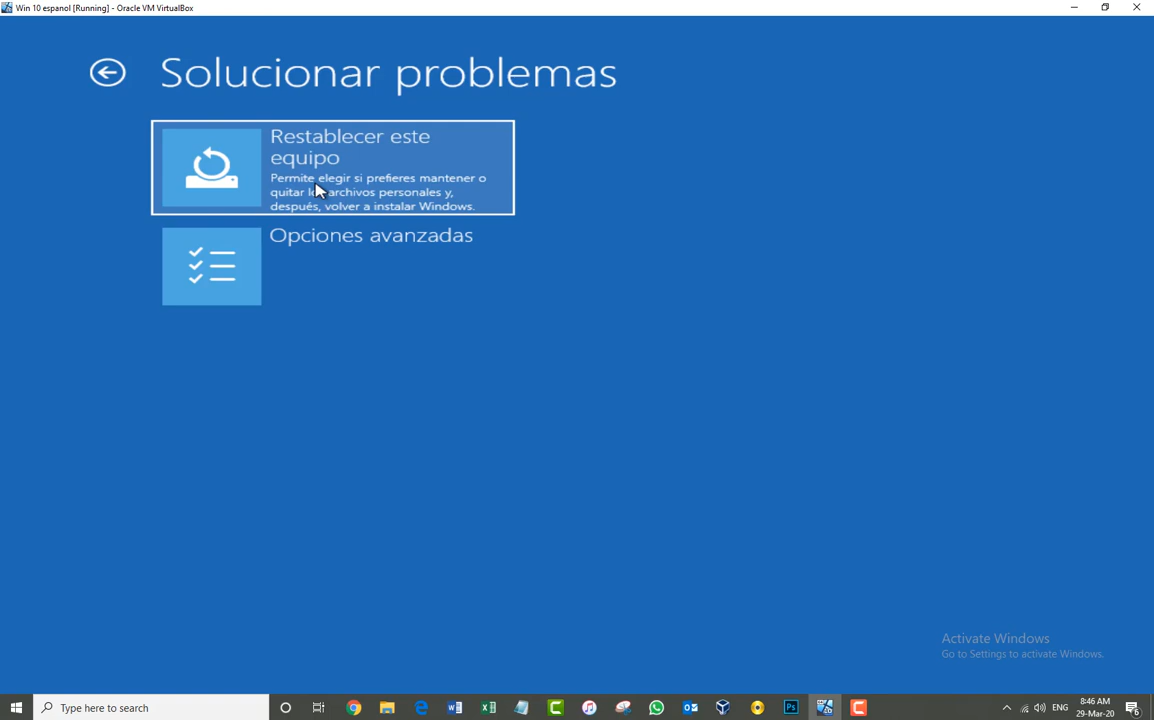 Win 10 espanol [Running] - Oracle VM VirtualBox
Solucionar problemas
Restablecer este
equipo
Permite elegir si prefieres mantener o
quitar archivos personales y,
después, volver a instalar Windows.
Opciones avanzadas
Activate Windows
Go to Settings to activate Windows.
Type here to search
ENG
8:46 AM
29-Mar-20
6